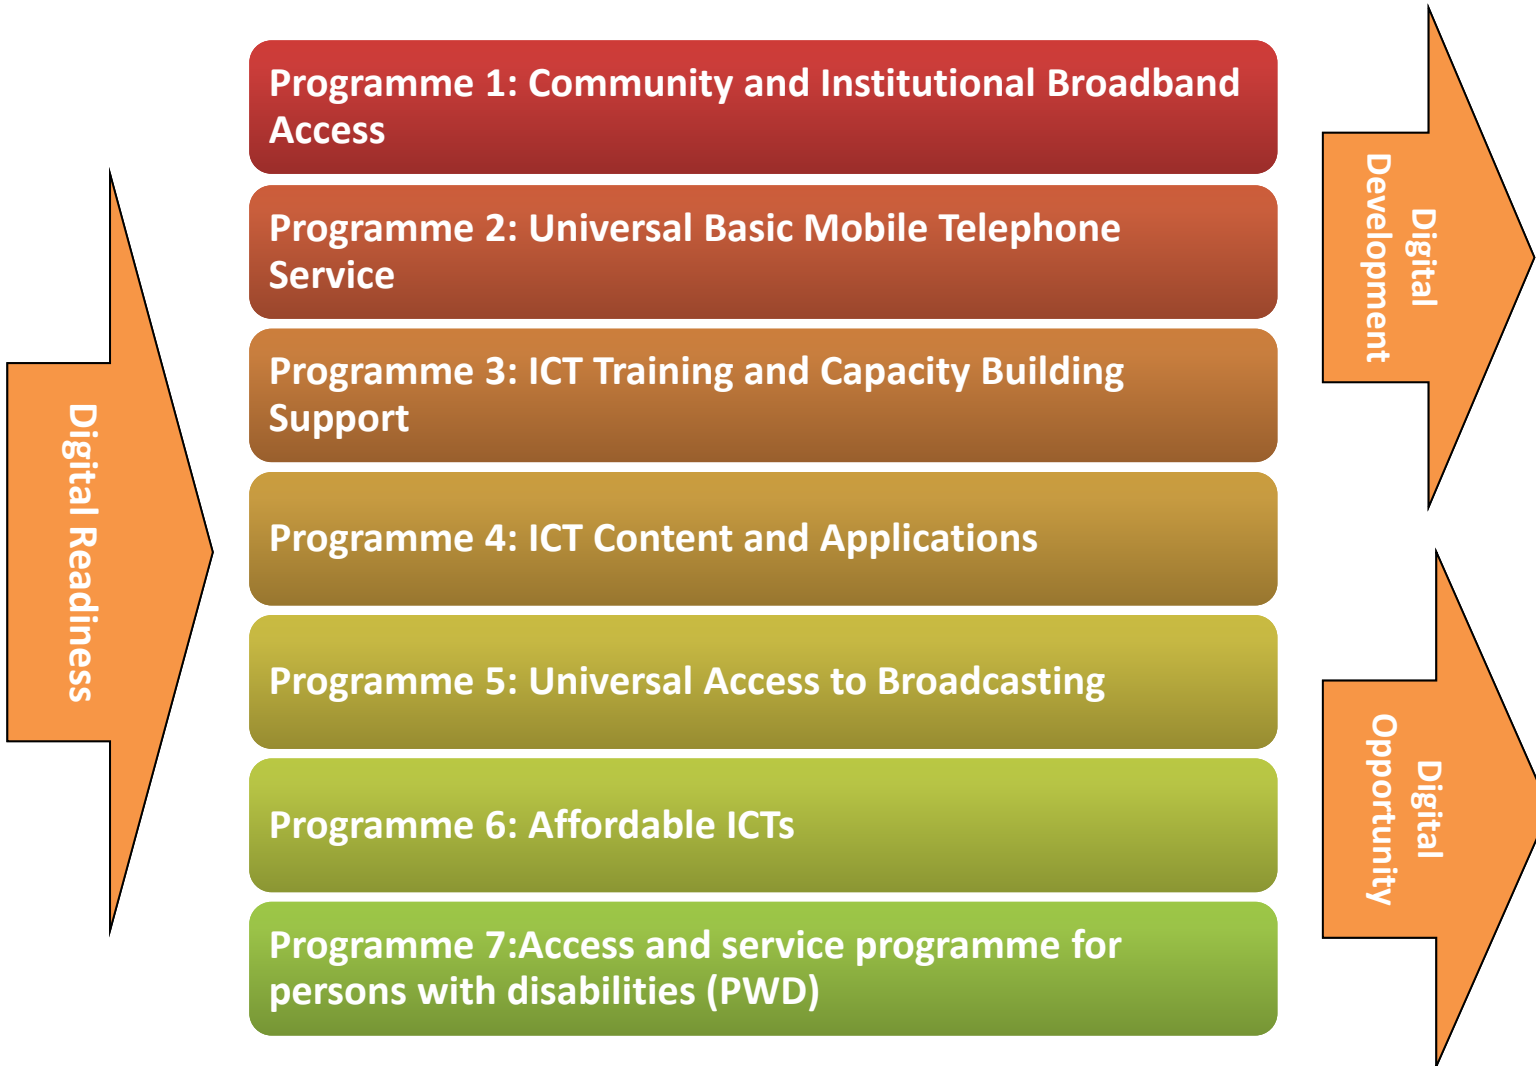 Digital Readiness
Programme 1: Community and Institutional Broadband
Access
Programme 2: Universal Basic Mobile Telephone
Service
Programme 3: ICT Training and Capacity Building
Support
Programme 4: ICT Content and Applications
Programme 5: Universal Access to Broadcasting
Programme 6: Affordable ICTs
Programme 7:Access and service programme for
persons with disabilities (PWD)
Digital
Development
Digital
Opportunity